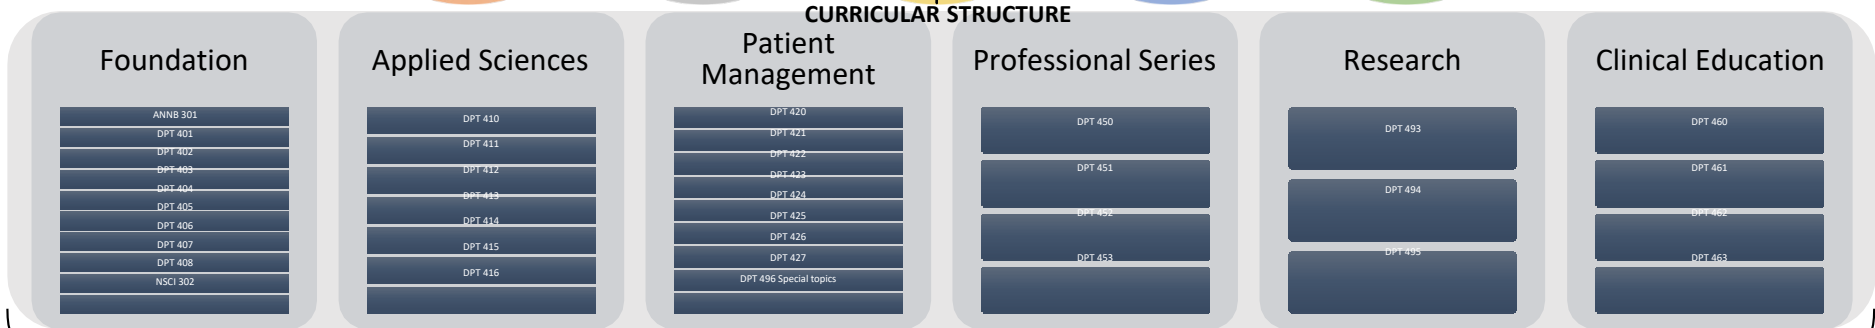 CURRICULAR STRUCTURE
Foundation
ANNB 301
DPT 401
DPT 402
DPT 403
DPT 404
DPT 405
DPT 406
DPT 407
DPT 408
NSCI 302
Applied Sciences
DPT 410
DPT 411
DPT 412
DPT 413
DPT 414
DPT 415
DPT 416
Patient
Management
DPT 420
DPT 421
DPT 422
DPT 423
DPT 424
DPT 425
DPT 426
DPT 427
DPT 496 Special topics
Professional Series
DPT 450
DPT 451
DPT 452
DPT 453
Research
DPT 493
DPT 494
DPT 495
Clinical Education
DPT 460
DPT 461
DPT 462
DPT 463